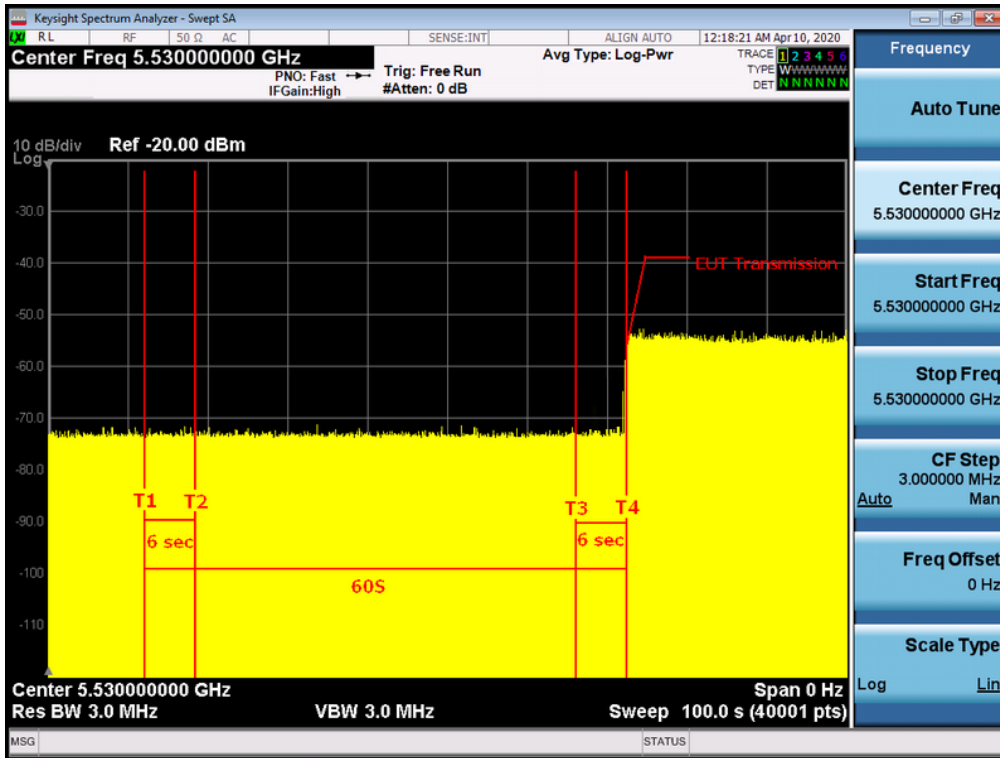 Keysight Spectrum Analyzer - Swept SA
LXI RL RF 50 Ω AC SENSE:INT ALIGN AUTO 12:18:21 AM Apr 10, 2020
Center Freq 5.530000000 GHz
PNO: Fast
IFGain:High
Trig: Free Run
#Atten: 0 dB
Avg Type: Log-Pwr
TRACE 1 2 3 4 5 6
TYPE W
DET N N N N N N
10 dB/div
Log
Ref -20.00 dBm
-30.0
-40.0
-50.0
-60.0
-70.0
-80.0
-90.0
-100
-110
EUT Transmission
T1 T2
T3 T4
6 sec
6 sec
60S
Center 5.530000000 GHz
Span 0 Hz
Res BW 3.0 MHz
VBW 3.0 MHz
Sweep 100.0 s (40001 pts)
MSG
STATUS
Frequency
Auto Tune
Center Freq
5.530000000 GHz
Start Freq
5.530000000 GHz
Stop Freq
5.530000000 GHz
CF Step
3.000000 MHz
Auto Man
Freq Offset
0 Hz
Scale Type
Log Lin